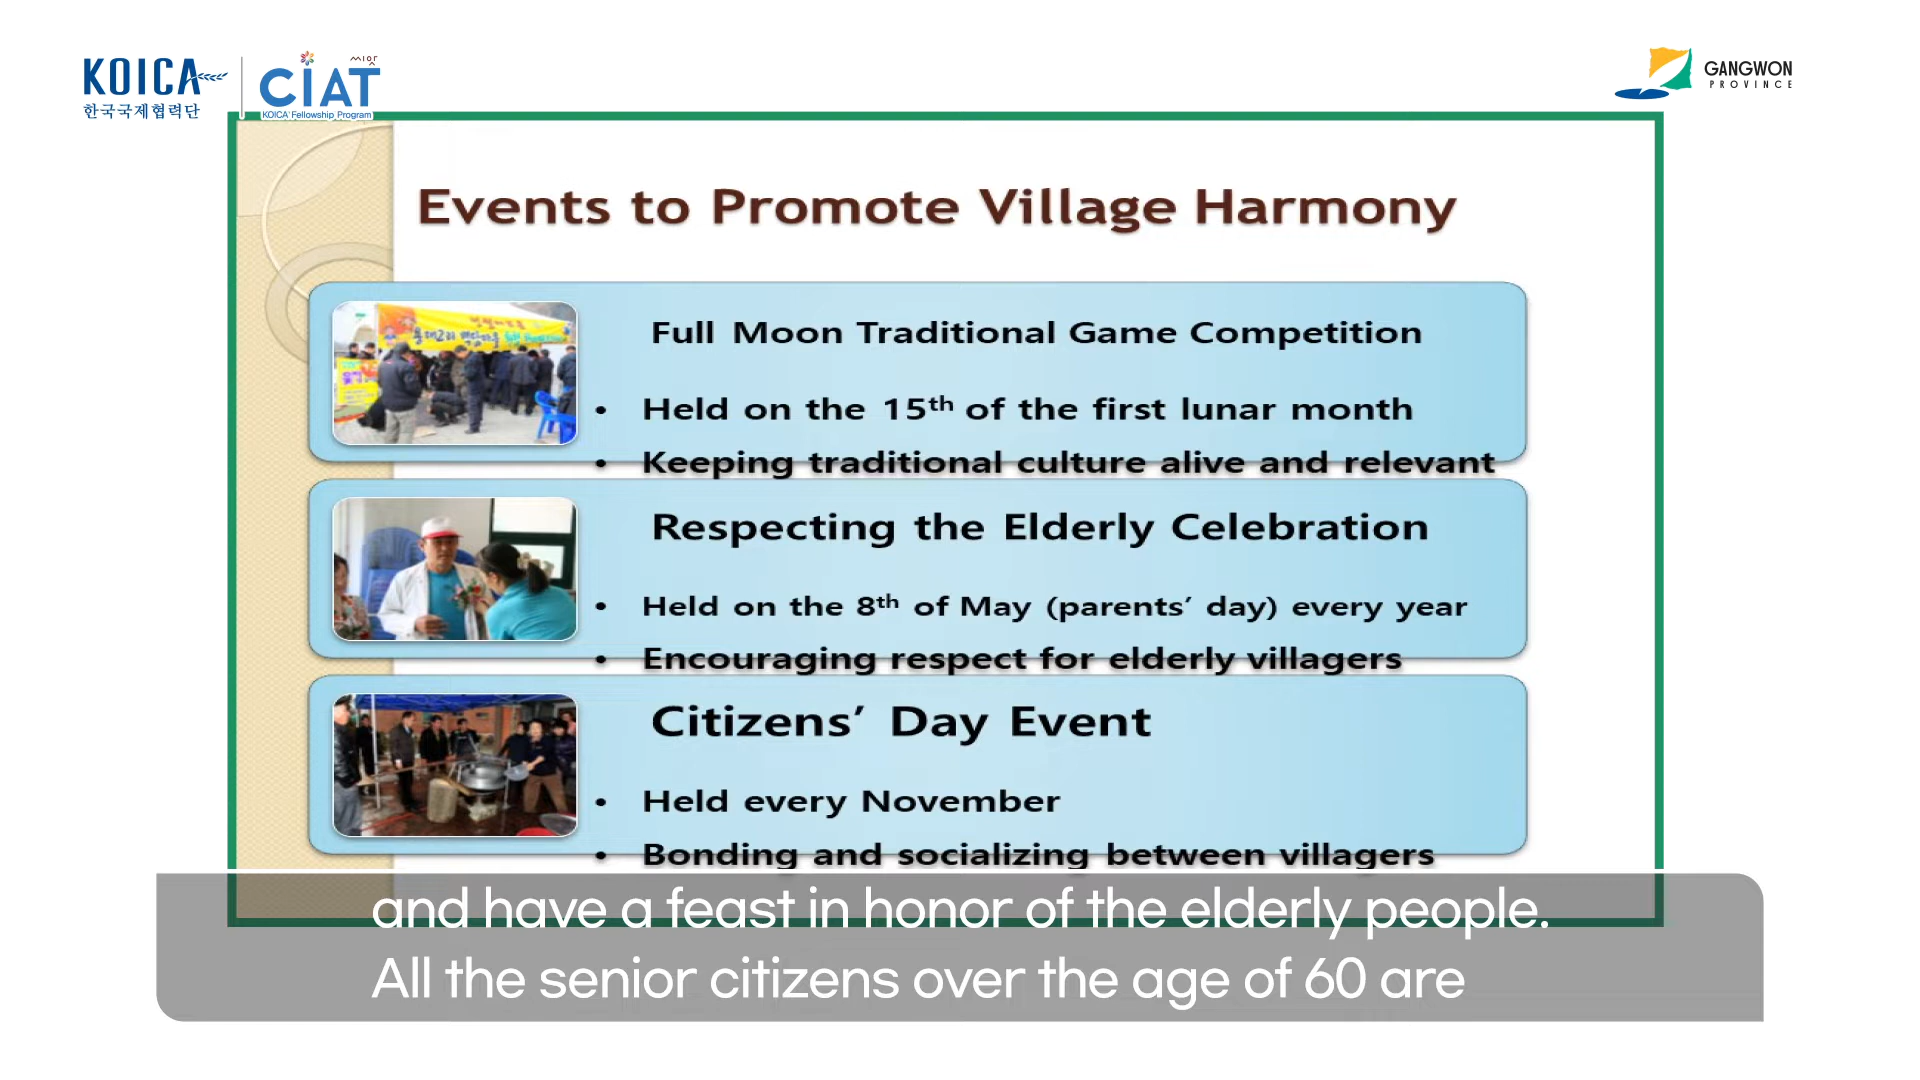 KOICA
한국국제협력단
씨앗
CIAT
KOICA Fellowship Program
GANGWON
PROVINCE
Events to Promote Village Harmony
Full Moon Traditional Game Competition
• Held on the 15th of the first lunar month
• Keeping traditional culture alive and relevant
Respecting the Elderly Celebration
• Held on the 8th of May (parents' day) every year
• Encouraging respect for elderly villagers
Citizens' Day Event
• Held every November
• Bonding and socializing between villagers
and have a feast in honor of the elderly people.
All the senior citizens over the age of 60 are